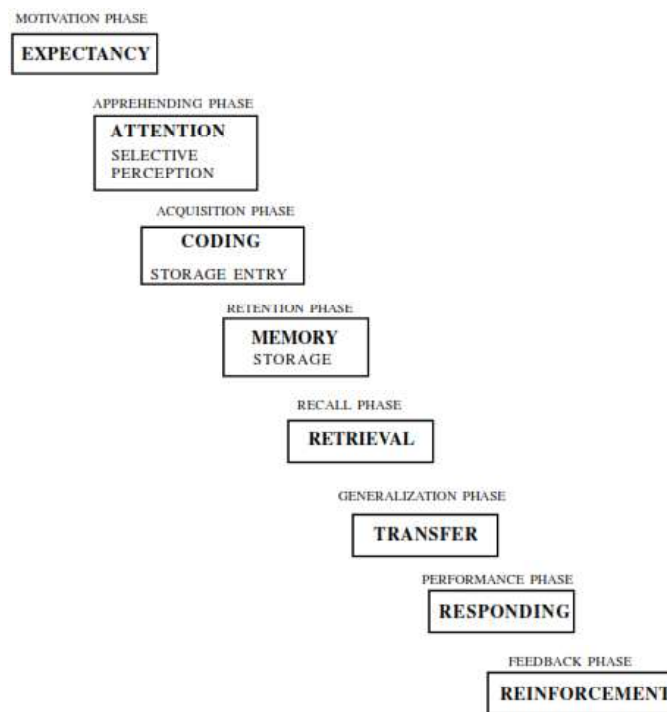 MOTIVATION PHASE
EXPECTANCY
APPREHENDING PHASE
ATTENTION
SELECTIVE
PERCEPTION
ACQUISITION PHASE
CODING
STORAGE ENTRY
RETENTION PHASE
MEMORY
STORAGE
RECALL PHASE
RETRIEVAL
GENERALIZATION PHASE
TRANSFER
PERFORMANCE PHASE
RESPONDING
FEEDBACK PHASE
REINFORCEMENT